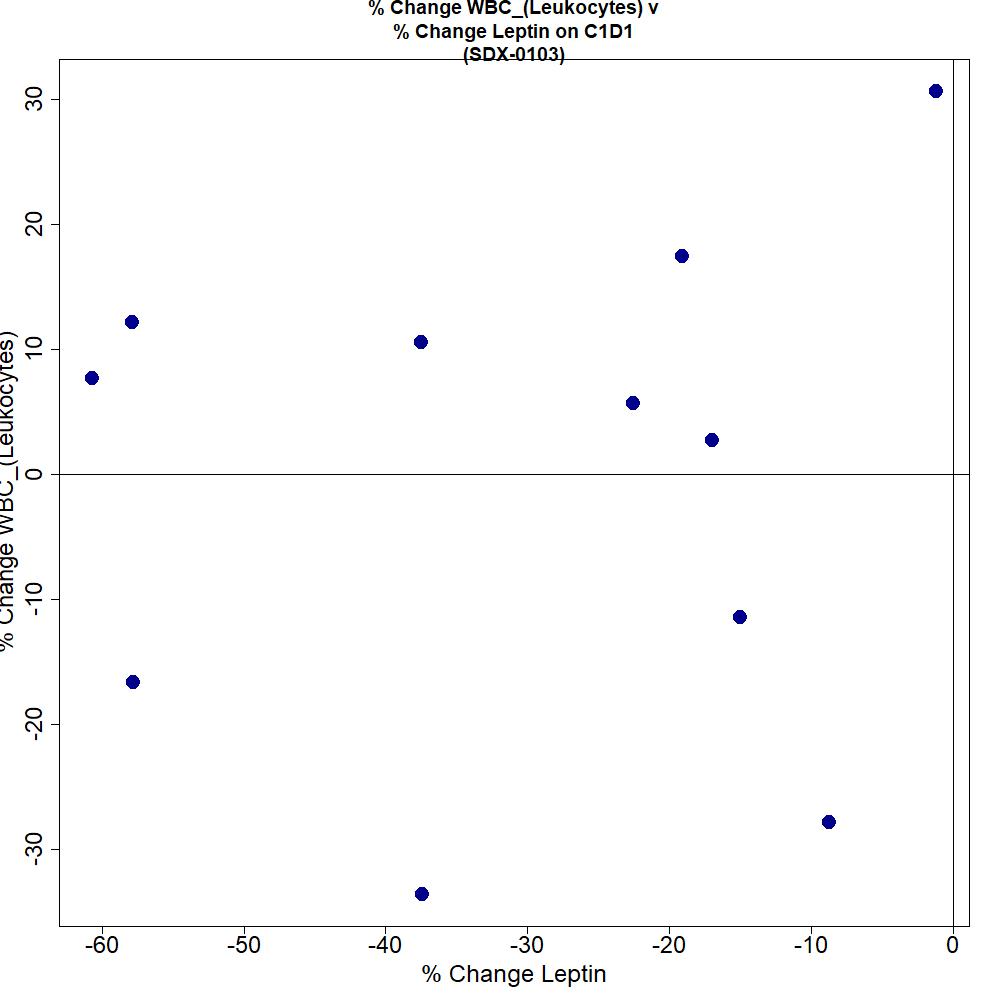 % Change WBC_(Leukocytes) v
% Change Leptin on C1D1
(SDX-0103)
% Change WBC_(Leukocytes)
30
20
10
0
-10
-20
-30
-60 -50 -40 -30 -20 -10 0
% Change Leptin